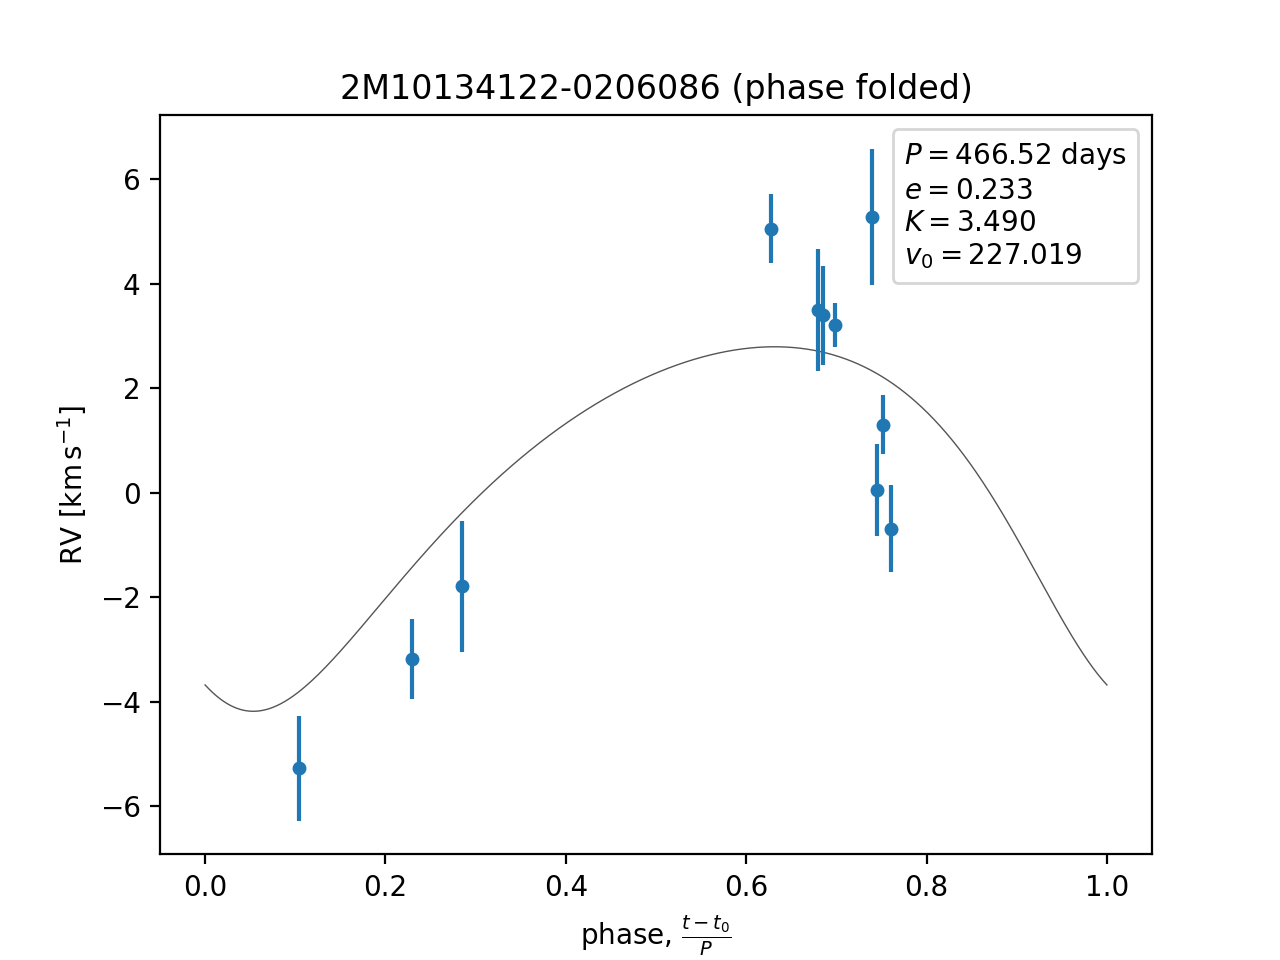 2M10134122-0206086 (phase folded)
P = 466.52 days
e = 0.233
K = 3.490
v₀ = 227.019
6
4
2
0
−2
−4
−6
RV [km s⁻¹]
0.0 0.2 0.4 0.6 0.8 1.0
phase, (t − t₀)/P